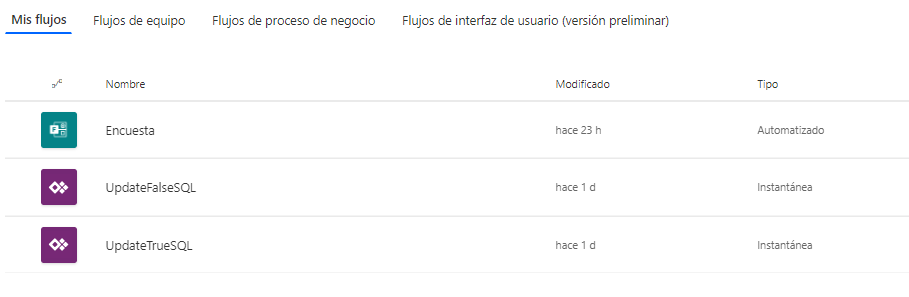 Mis flujos Flujos de equipo Flujos de proceso de negocio Flujos de interfaz de usuario (versión preliminar)
Nombre Modificado Tipo
Encuesta hace 23 h Automatizado
UpdateFalseSQL hace 1 d Instantánea
UpdateTrueSQL hace 1 d Instantánea